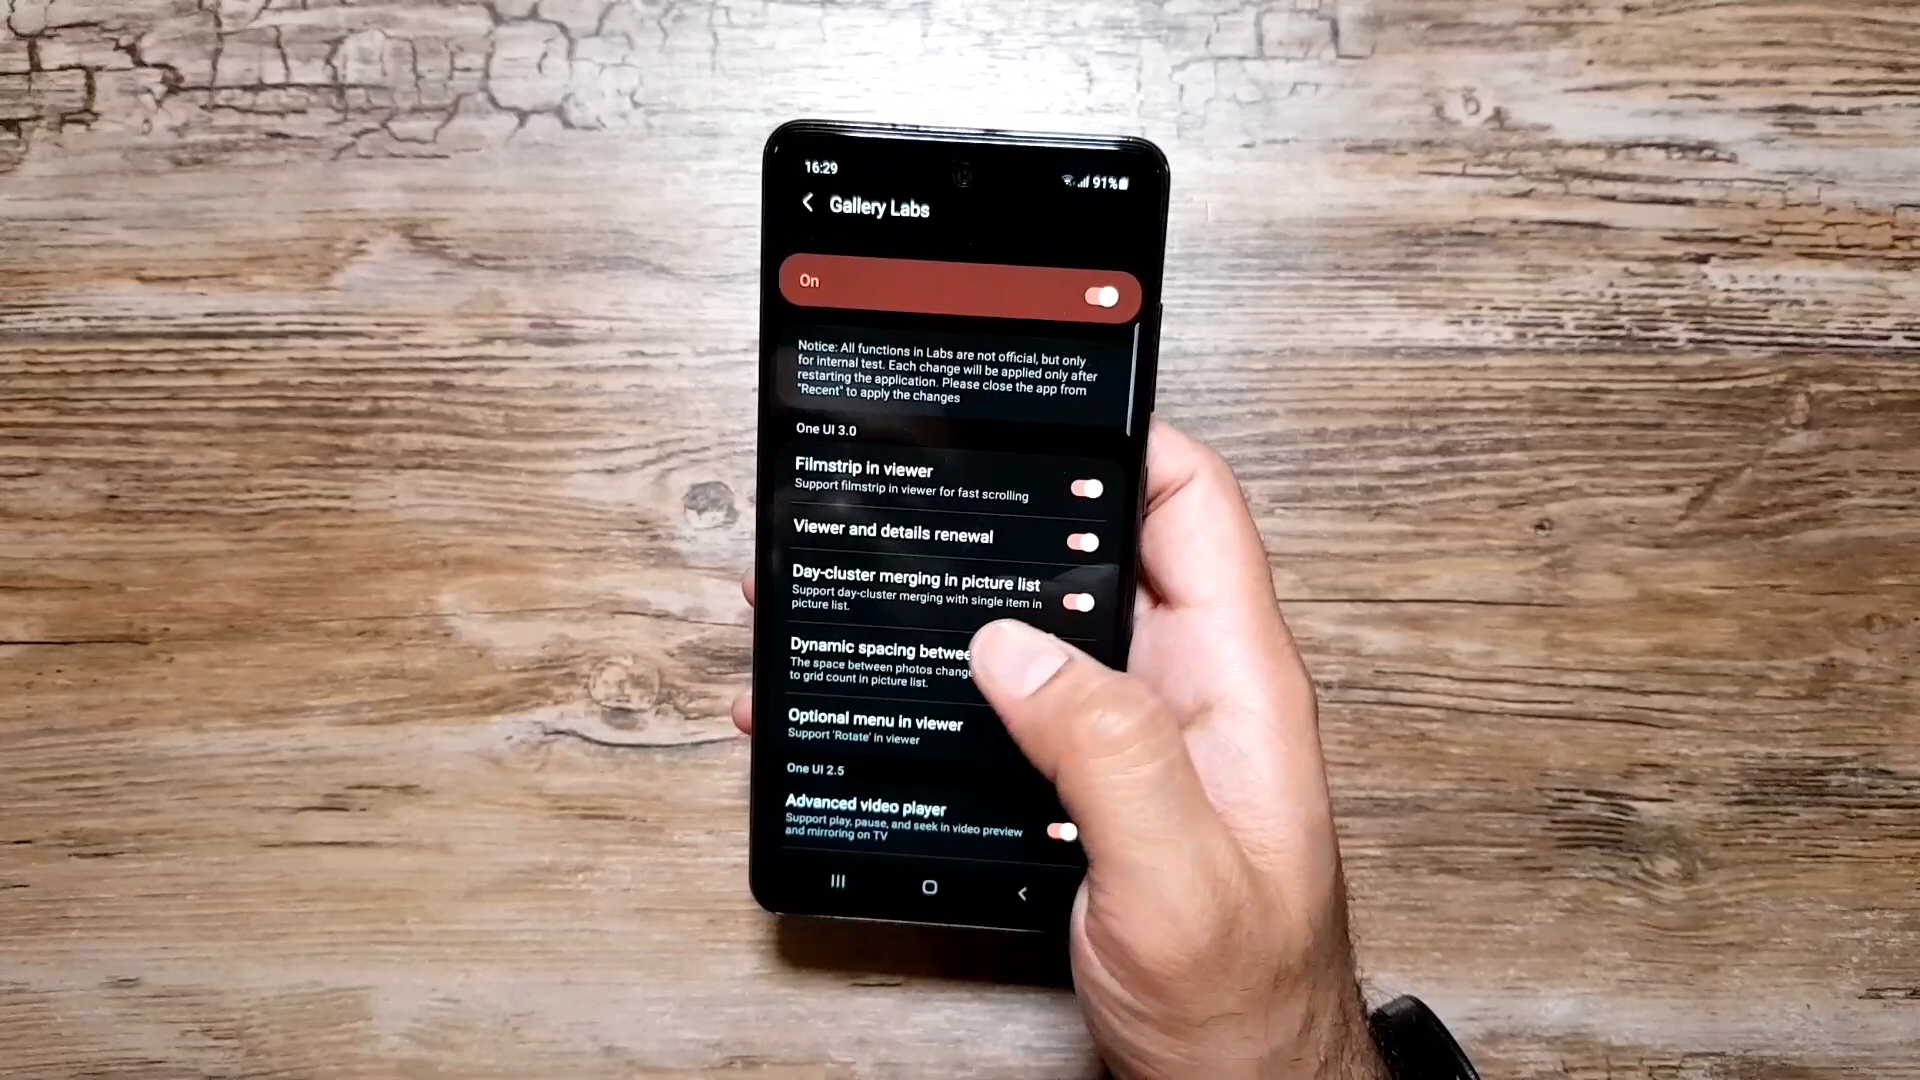 16:29
91%
Gallery Labs
On
Notice: All functions in Labs are not official, but only
for internal test. Each change will be applied only after
restarting the application. Please close the app from
"Recent" to apply the changes
One UI 3.0
Filmstrip in viewer
Support filmstrip in viewer for fast scrolling
Viewer and details renewal
Day-cluster merging in picture list
Support day-cluster merging with single item in
picture list.
Dynamic spacing
The space between photos
to grid count in picture list.
Optional menu in viewer
Support 'Rotate' in viewer
One UI 2.5
Advanced video player
Support play, pause, and seek in video preview
and mirroring on TV